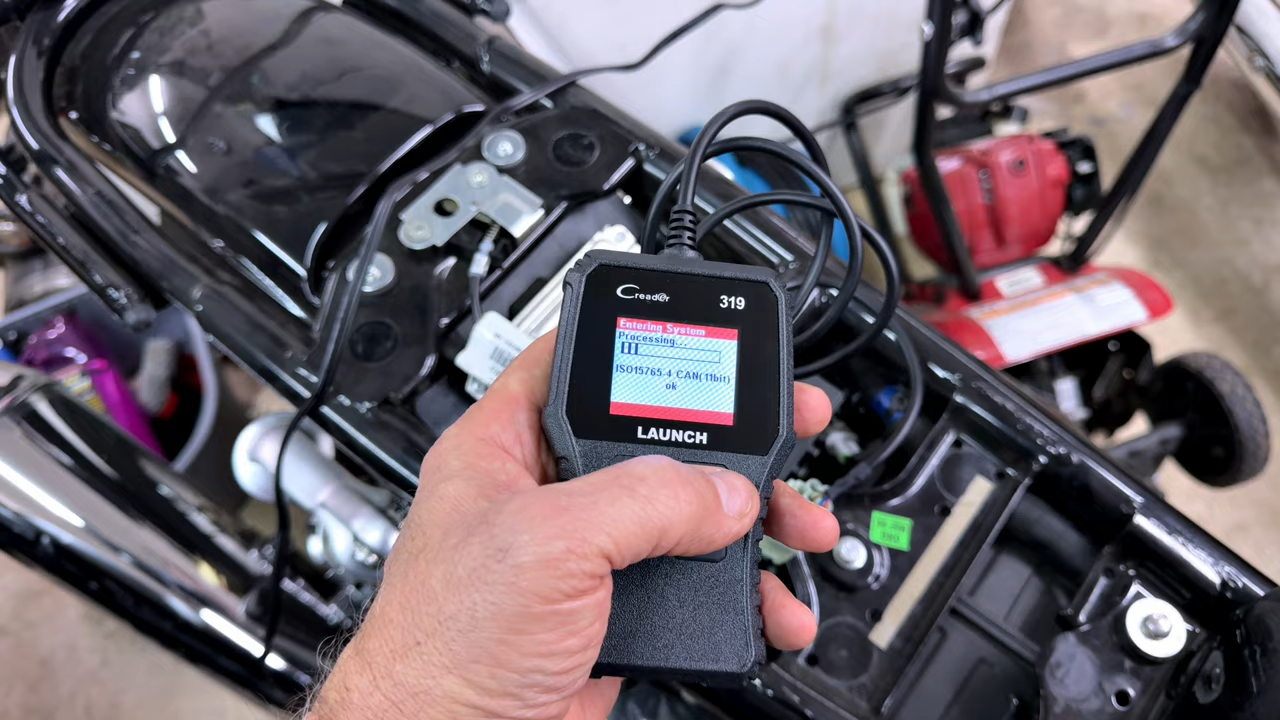 Creader
319
Entering System
Processing...
ISO15765-4 CAN(11bit)
ok
LAUNCH